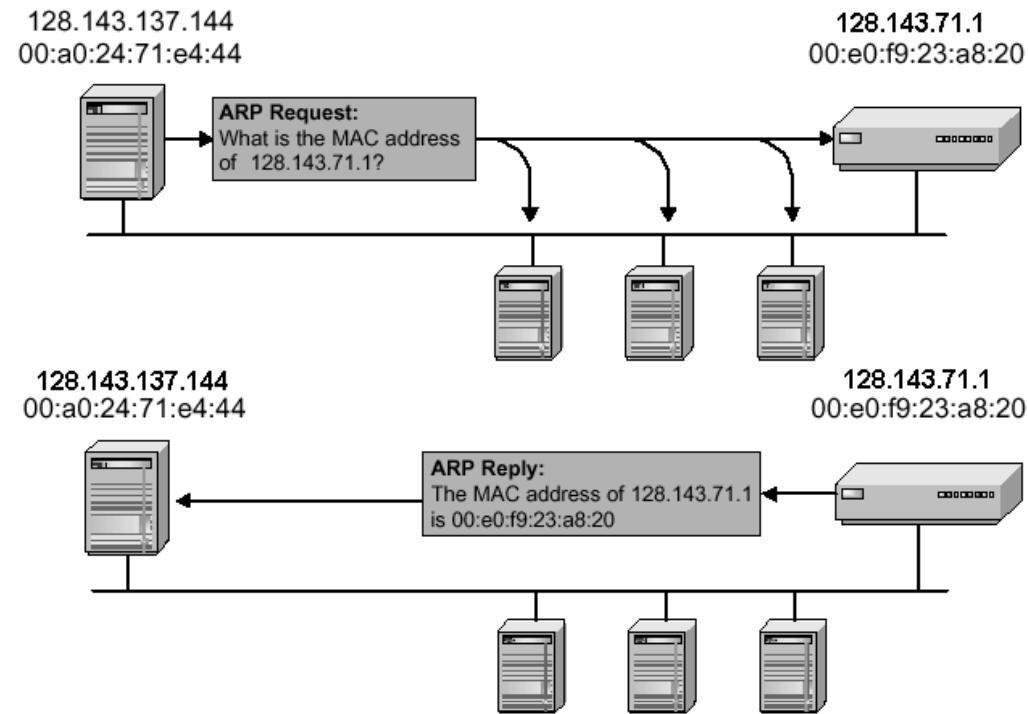 128.143.137.144
00:a0:24:71:e4:44
128.143.71.1
00:e0:f9:23:a8:20
ARP Request:
What is the MAC address
of 128.143.71.1?
128.143.137.144
00:a0:24:71:e4:44
128.143.71.1
00:e0:f9:23:a8:20
ARP Reply:
The MAC address of 128.143.71.1
is 00:e0:f9:23:a8:20